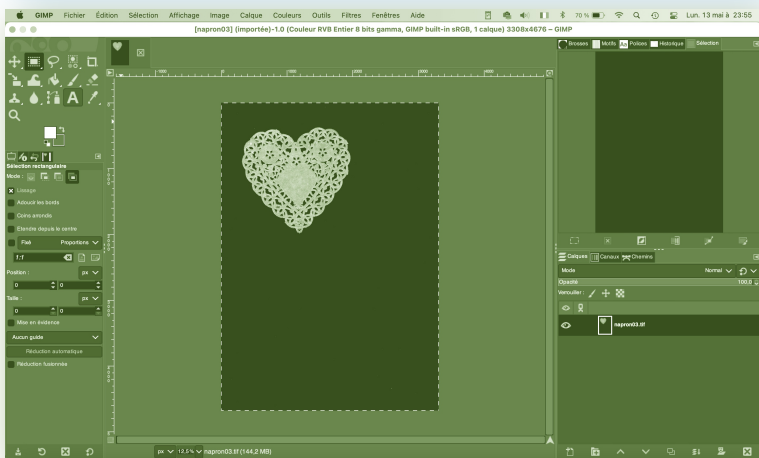 GIMP Fichier Édition Sélection Affichage Image Calque Couleurs Outils Filtres Fenêtres Aide 70 % Lun. 13 mai à 23:55
[napron03] (importée)-1.0 (Couleur RVB Entier 8 bits gamma, GIMP built-in sRGB, 1 calque) 3308x4676 – GIMP
Brosses Motifs Aa Polices Historique Sélection
Sélection rectangulaire
Mode :
Lissage
Adoucir les bords
Coins arrondis
Étendre depuis le centre
Fixé Proportions
1:1
Position : px
0 0
Taille : px
0 0
Mise en évidence
Aucun guide
Réduction automatique
Réduction fusionnée
Calques Canaux Chemins
Mode Normal
Opacité 100,0
Verrouiller :
napron03.tif
px 12,5% napron03.tif (144,2 MB)